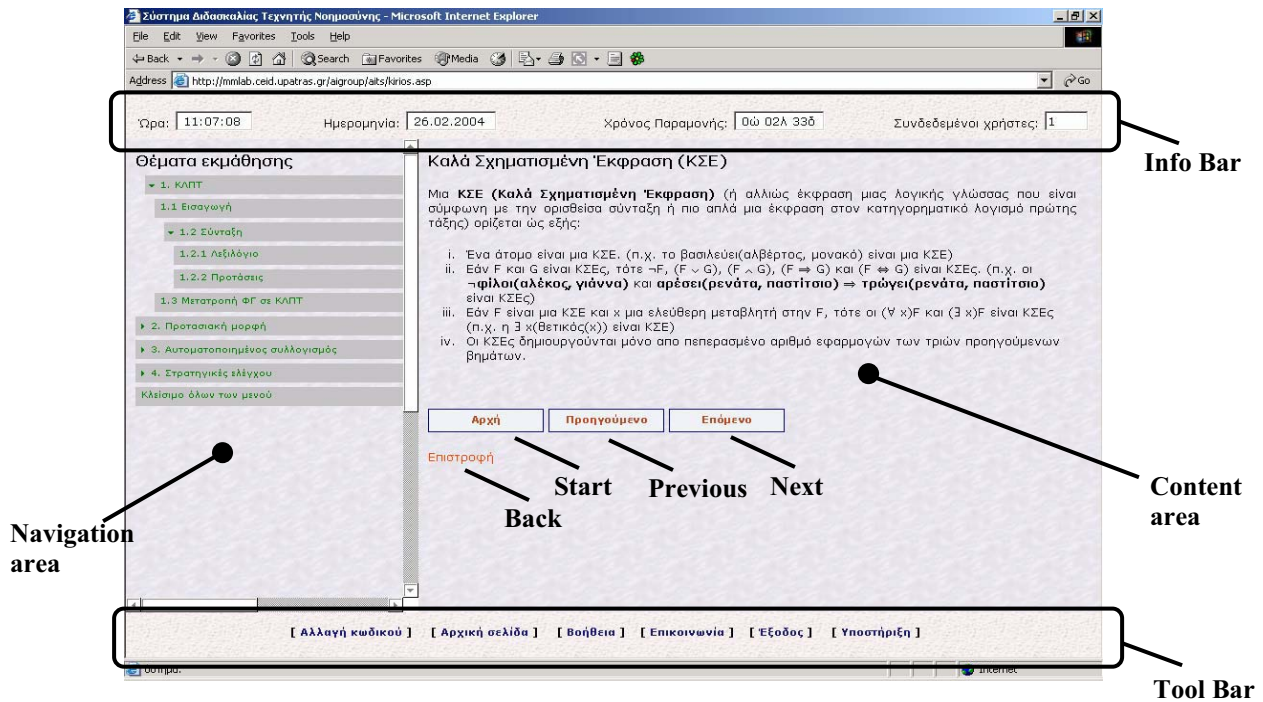 Σύστημα Διδασκαλίας Τεχνητής Νοημοσύνης - Microsoft Internet Explorer
File Edit View Favorites Tools Help
Back Search Favorites Media
Address http://mmlab.ceid.upatras.gr/aigroup/aits/kirios.asp Go
Ώρα: 11:07:08 Ημερομηνία: 26.02.2004 Χρόνος Παραμονής: 0ώ 02λ 33δ Συνδεδεμένοι χρήστες: 1
Info Bar
Θέματα εκμάθησης
1. ΚΛΠΤ
1.1 Εισαγωγή
1.2 Σύνταξη
1.2.1 Λεξιλόγιο
1.2.2 Προτάσεις
1.3 Μετατροπή ΦΓ σε ΚΛΠΤ
2. Προτασιακή μορφή
3. Αυτοματοποιημένος συλλογισμός
4. Στρατηγικές ελέγχου
Κλείσιμο όλων των μενού
Καλά Σχηματισμένη Έκφραση (ΚΣΕ)
Μια ΚΣΕ (Καλά Σχηματισμένη Έκφραση) (ή αλλιώς έκφραση μιας λογικής γλώσσας που είναι
σύμφωνη με την ορισθείσα σύνταξη ή πιο απλά μια έκφραση στον κατηγορηματικό λογισμό πρώτης
τάξης) ορίζεται ώς εξής:
i. Ένα άτομο είναι μια ΚΣΕ. (π.χ. το βασιλεύει(αλβέρτος, μονακό) είναι μια ΚΣΕ)
ii. Εάν F και G είναι ΚΣΕς, τότε ¬F, (F ∨ G), (F ∧ G), (F ⇒ G) και (F ⇔ G) είναι ΚΣΕς. (π.χ. οι
¬φίλοι(αλέκος, γιάννα) και αρέσει(ρενάτα, παστίτσιο) ⇒ τρώγει(ρενάτα, παστίτσιο)
είναι ΚΣΕς)
iii. Εάν F είναι μια ΚΣΕ και x μια ελεύθερη μεταβλητή στην F, τότε οι (∀ x)F και (∃ x)F είναι ΚΣΕς
(π.χ. η ∃ x(θετικός(x)) είναι ΚΣΕ)
iv. Οι ΚΣΕς δημιουργούνται μόνο απο πεπερασμένο αριθμό εφαρμογών των τριών προηγούμενων
βημάτων.
Αρχή Προηγούμενο Επόμενο
Επιστροφή
Start Previous Next
Back
Content
area
Navigation
area
[ Αλλαγή κωδικού ] [ Αρχική σελίδα ] [ Βοήθεια ] [ Επικοινωνία ] [ Έξοδος ] [ Υποστήριξη ]
Internet
Tool Bar